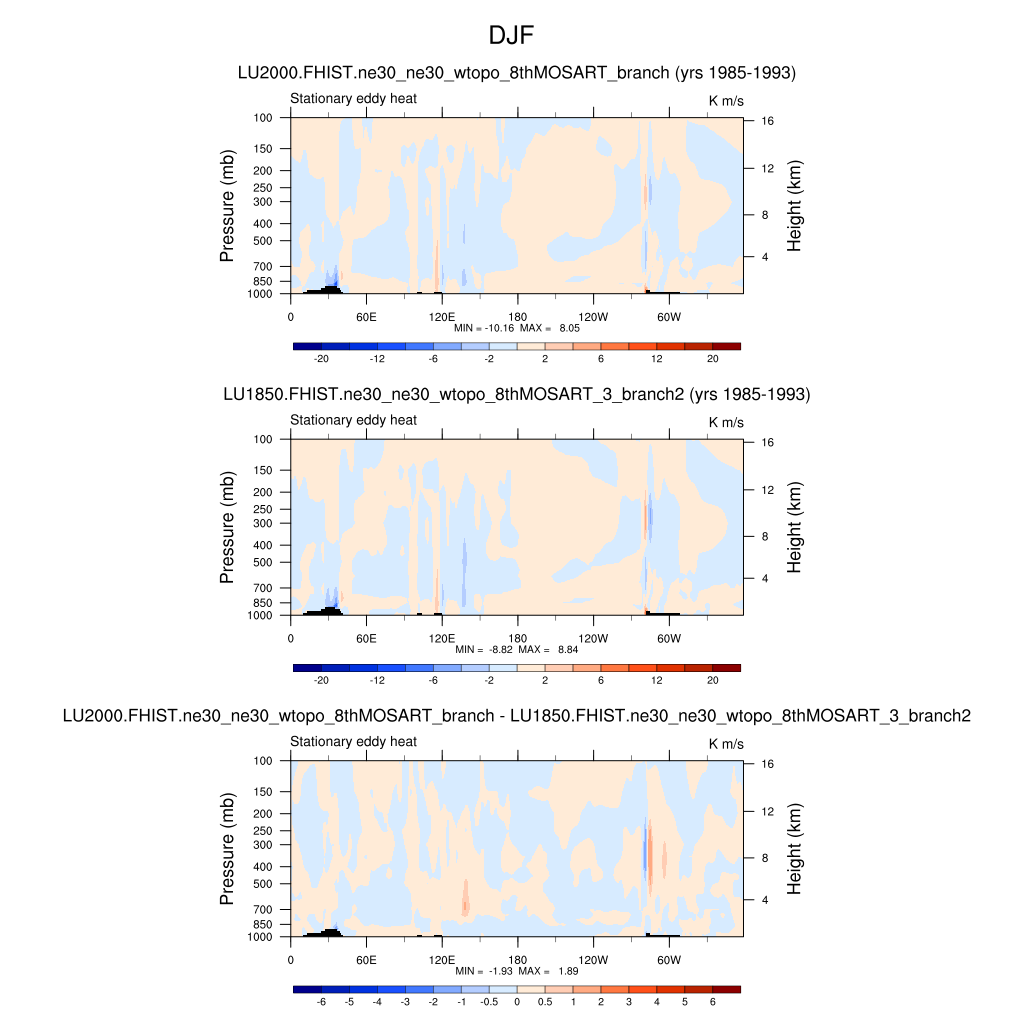 DJF
LU2000.FHIST.ne30_ne30_wtopo_8thMOSART_branch (yrs 1985-1993)
Stationary eddy heat K m/s
Pressure (mb)
100
150
200
250
300
400
500
700
850
1000
16
12
8
4
Height (km)
0 60E 120E 180 120W 60W
MIN = -10.16 MAX = 8.05
-20 -12 -6 -2 2 6 12 20
LU1850.FHIST.ne30_ne30_wtopo_8thMOSART_3_branch2 (yrs 1985-1993)
Stationary eddy heat K m/s
Pressure (mb)
100
150
200
250
300
400
500
700
850
1000
16
12
8
4
Height (km)
0 60E 120E 180 120W 60W
MIN = -8.82 MAX = 8.84
-20 -12 -6 -2 2 6 12 20
LU2000.FHIST.ne30_ne30_wtopo_8thMOSART_branch - LU1850.FHIST.ne30_ne30_wtopo_8thMOSART_3_branch2
Stationary eddy heat K m/s
Pressure (mb)
100
150
200
250
300
400
500
700
850
1000
16
12
8
4
Height (km)
0 60E 120E 180 120W 60W
MIN = -1.93 MAX = 1.89
-6 -5 -4 -3 -2 -1 -0.5 0 0.5 1 2 3 4 5 6